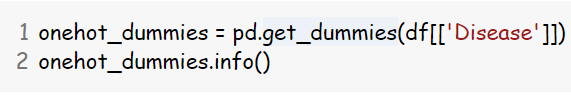 1 onehot_dummies = pd.get_dummies(df[['Disease']])
2 onehot_dummies.info()